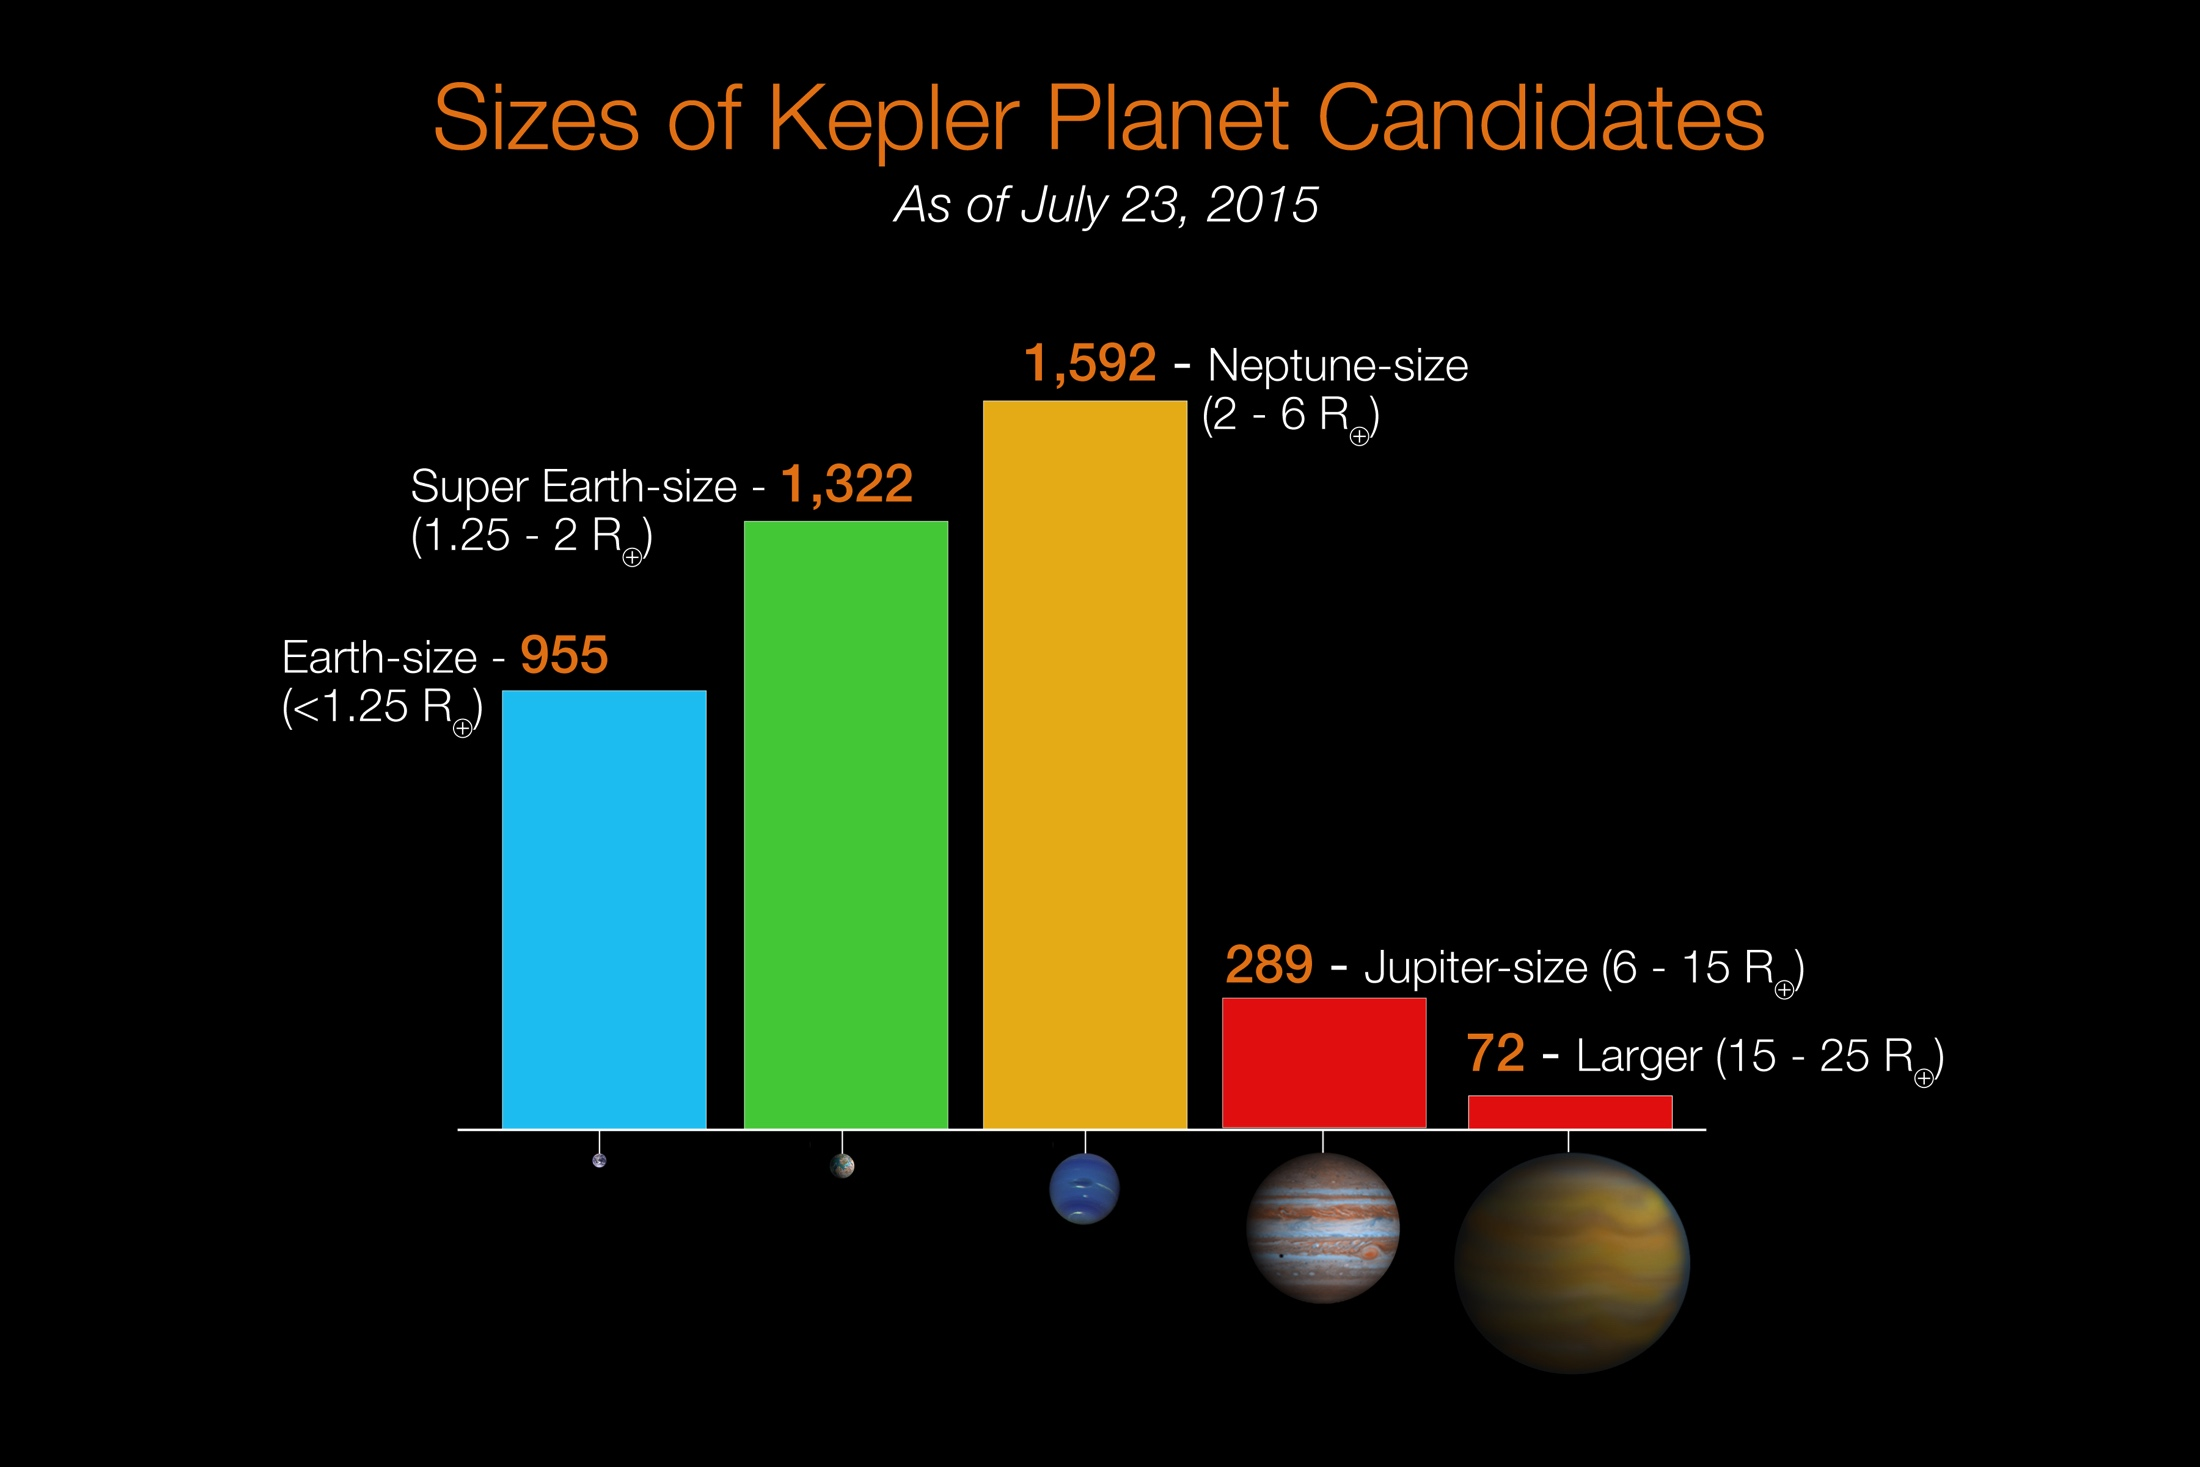 Sizes of Kepler Planet Candidates
As of July 23, 2015
1,592 - Neptune-size
(2 - 6 R⊕)
Super Earth-size - 1,322
(1.25 - 2 R⊕)
Earth-size - 955
(<1.25 R⊕)
289 - Jupiter-size (6 - 15 R⊕)
72 - Larger (15 - 25 R⊕)